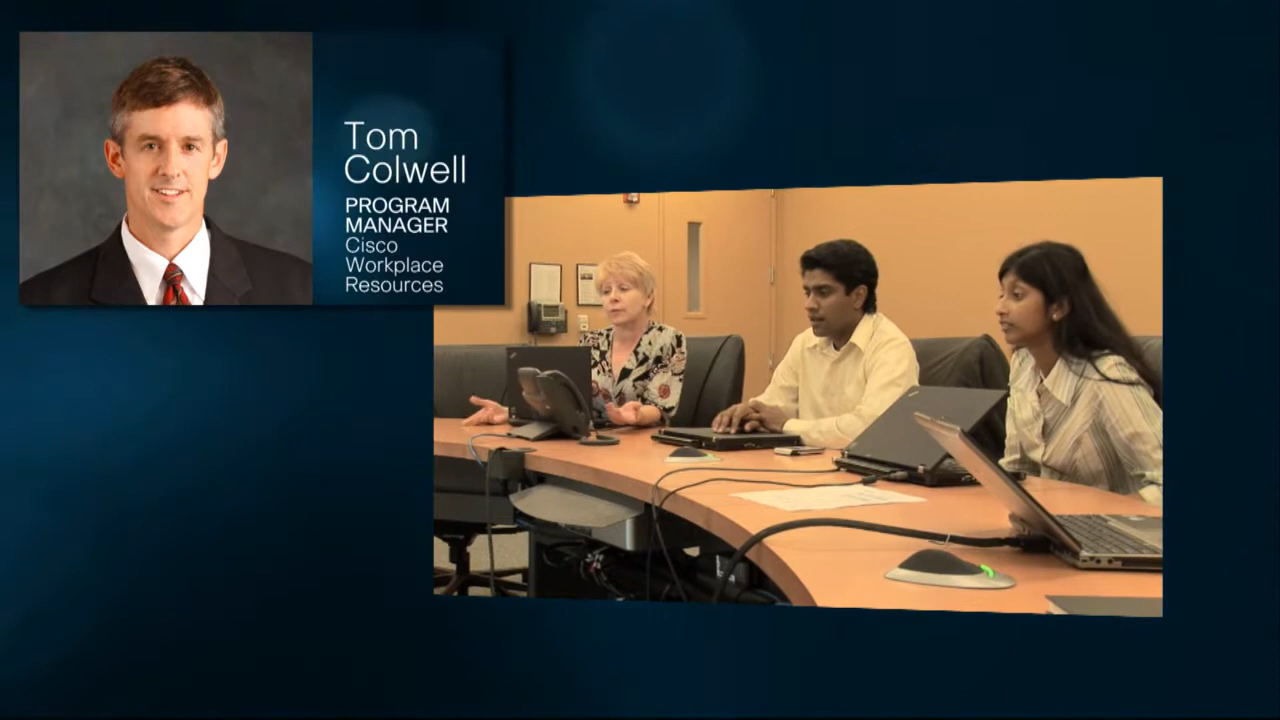 Tom
Colwell
PROGRAM
MANAGER
Cisco
Workplace
Resources